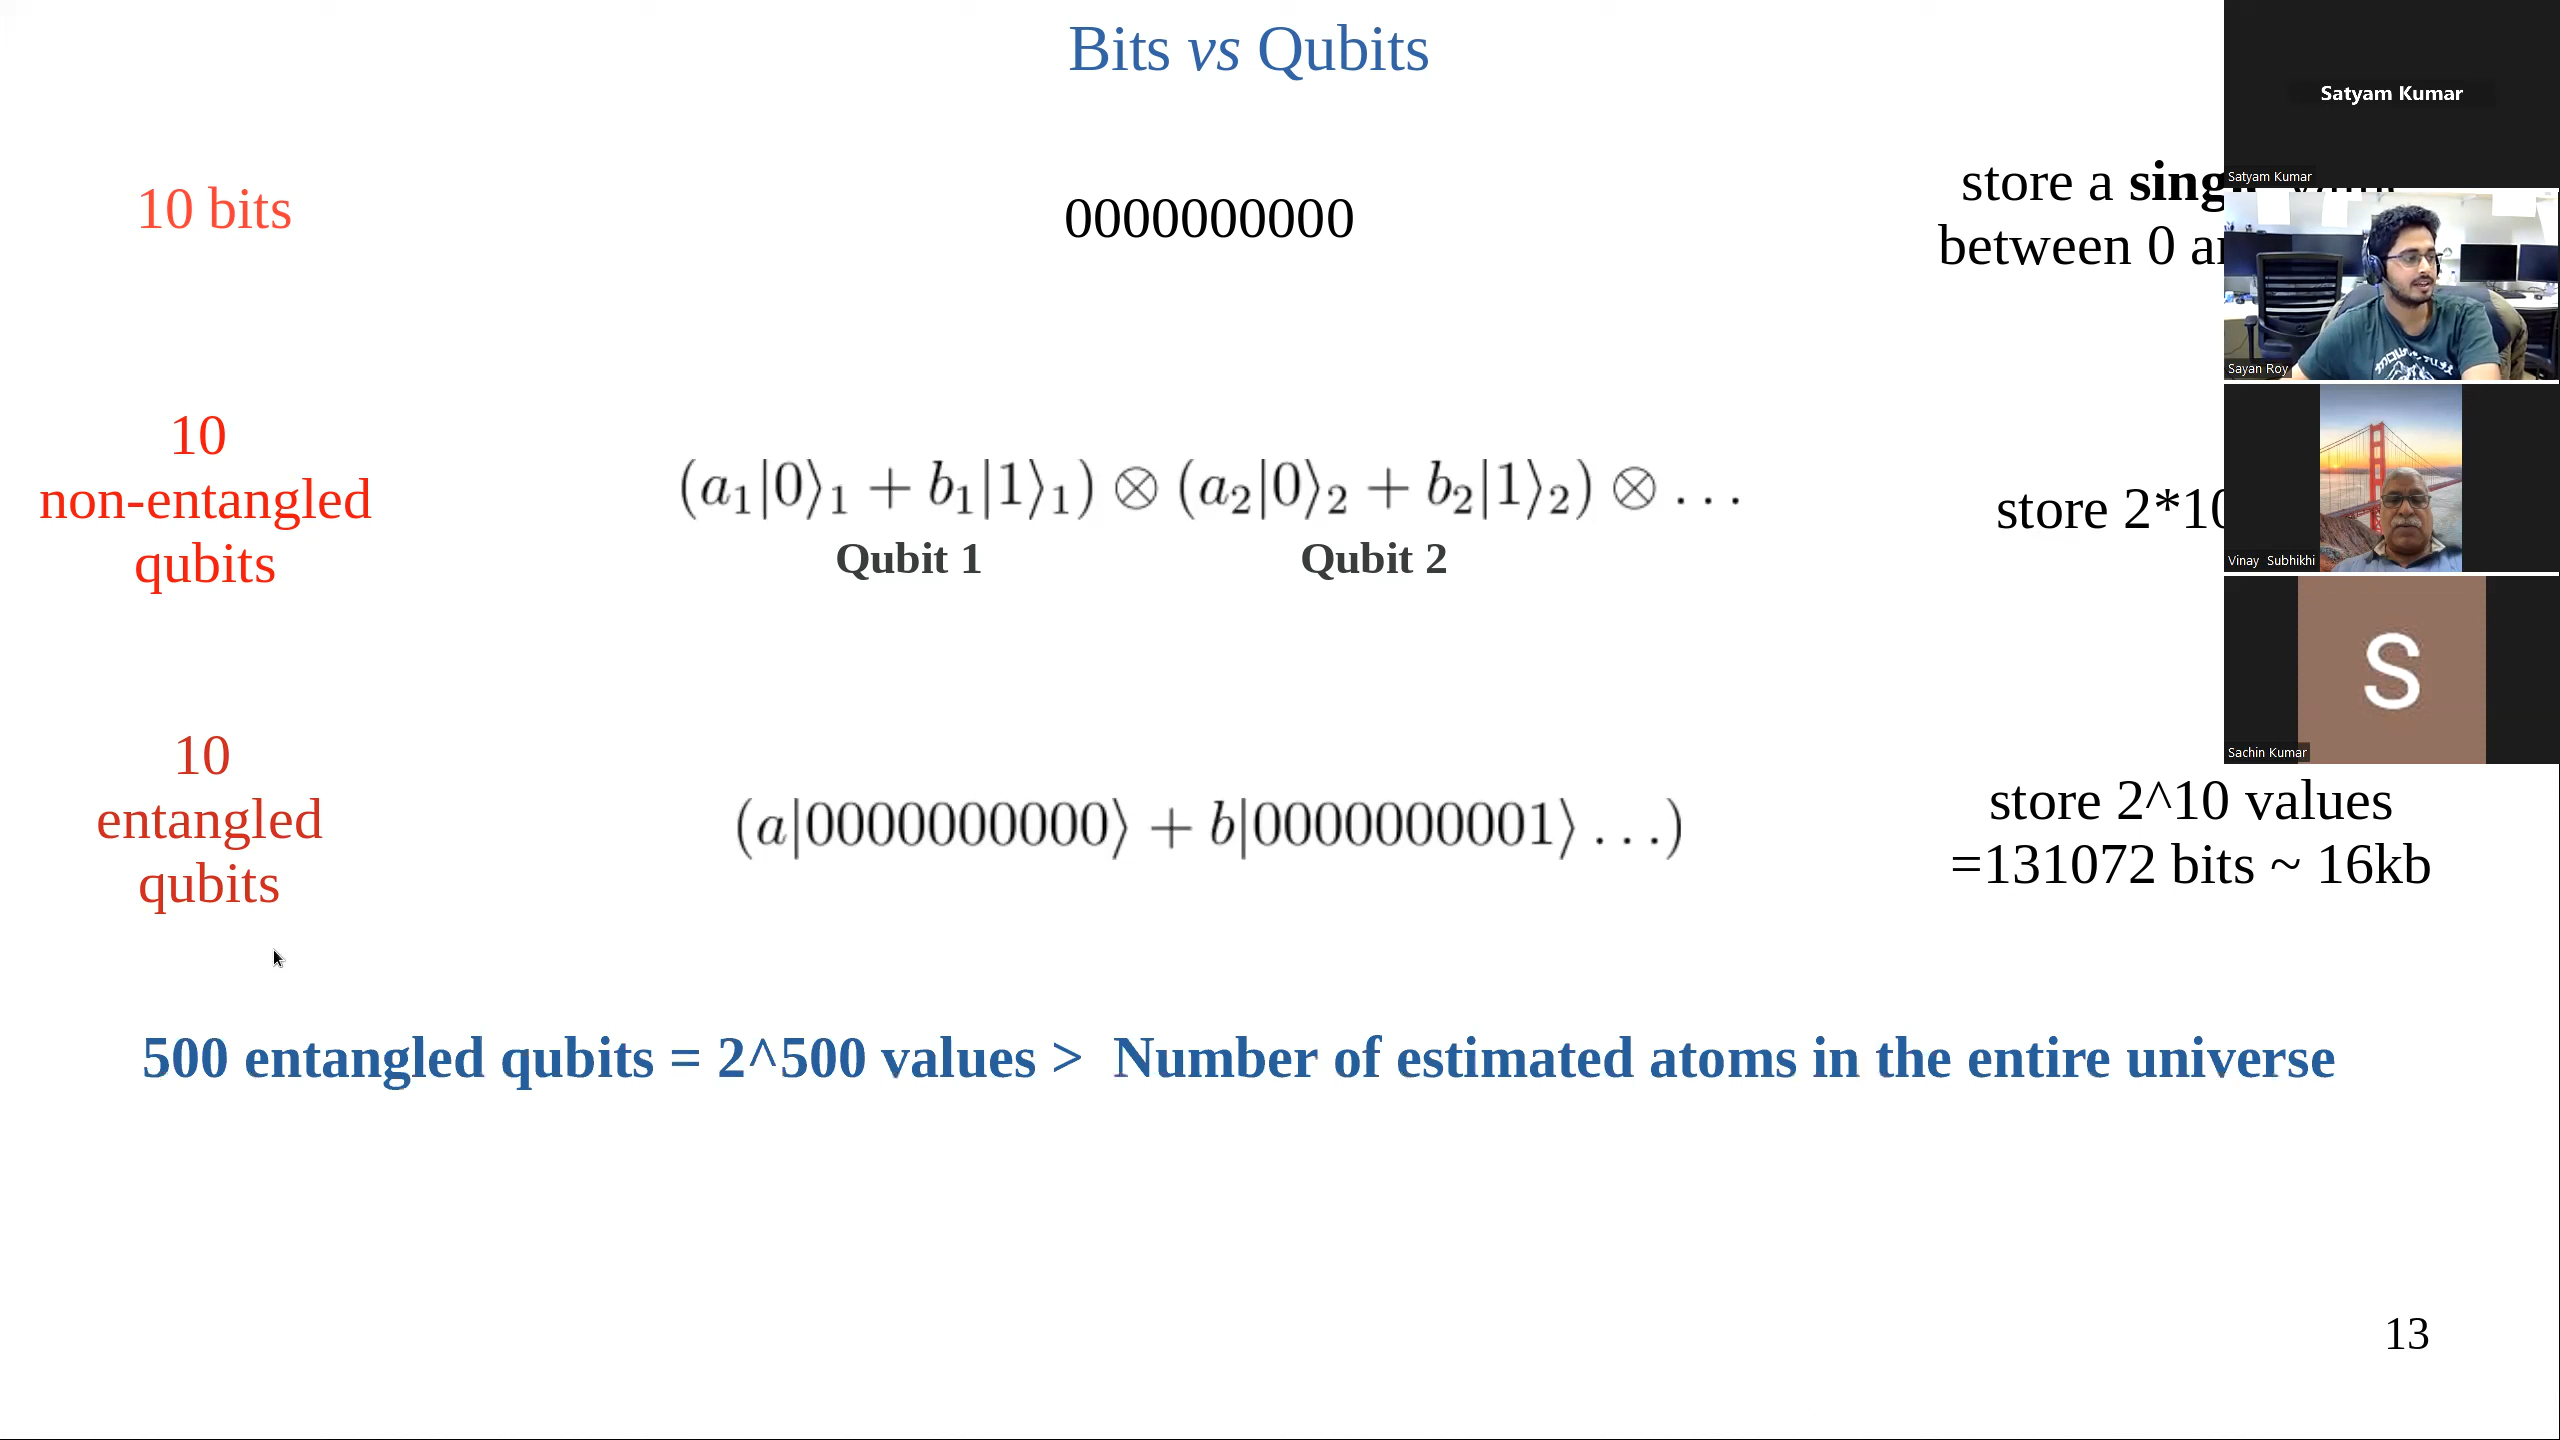 Bits vs Qubits
10 bits
0000000000
store a
between 0
10
non-entangled
qubits
(a₁|0⟩₁ + b₁|1⟩₁) ⊗ (a₂|0⟩₂ + b₂|1⟩₂) ⊗ ...
Qubit 1
Qubit 2
store 2*10
10
entangled
qubits
(a|0000000000⟩ + b|0000000001⟩ ...)
store 2^10 values
=131072 bits ~ 16kb
500 entangled qubits = 2^500 values > Number of estimated atoms in the entire universe
13
Satyam Kumar
Satyam Kumar
Sayan Roy
Vinay Subhikhi
S
Sachin Kumar